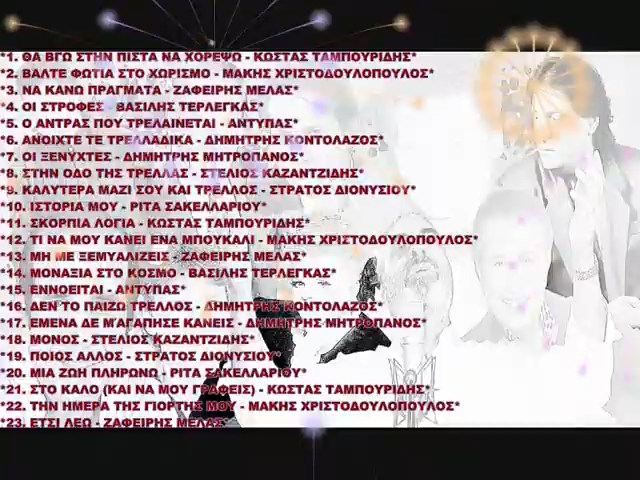 *1. ΘΑ ΒΓΩ ΣΤΗΝ ΠΙΣΤΑ ΝΑ ΧΟΡΕΨΩ - ΚΩΣΤΑΣ ΤΑΜΠΟΥΡΙΔΗΣ*
*2. ΒΑΛΤΕ ΦΩΤΙΑ ΣΤΟ ΧΩΡΙΣΜΟ - ΜΑΚΗΣ ΧΡΙΣΤΟΔΟΥΛΟΠΟΥΛΟΣ*
*3. ΝΑ ΚΑΝΩ ΠΡΑΓΜΑΤΑ - ΖΑΦΕΙΡΗΣ ΜΕΛΑΣ*
*4. ΟΙ ΣΤΡΟΦΕΣ - ΒΑΣΙΛΗΣ ΤΕΡΛΕΓΚΑΣ*
*5. Ο ΑΝΤΡΑΣ ΠΟΥ ΤΡΕΛΑΙΝΕΤΑΙ - ΑΝΤΥΠΑΣ*
*6. ΑΝΟΙΧΤΕ ΤΕ ΤΡΕΛΛΑΔΙΚΑ - ΔΗΜΗΤΡΗΣ ΚΟΝΤΟΛΑΖΟΣ*
*7. ΟΙ ΞΕΝΥΧΤΕΣ - ΔΗΜΗΤΡΗΣ ΜΗΤΡΟΠΑΝΟΣ*
*8. ΣΤΗΝ ΟΔΟ ΤΗΣ ΤΡΕΛΛΑΣ - ΣΤΕΛΙΟΣ ΚΑΖΑΝΤΖΙΔΗΣ*
*9. ΚΑΛΥΤΕΡΑ ΜΑΖΙ ΣΟΥ ΚΑΙ ΤΡΕΛΛΟΣ - ΣΤΡΑΤΟΣ ΔΙΟΝΥΣΙΟΥ*
*10. ΙΣΤΟΡΙΑ ΜΟΥ - ΡΙΤΑ ΣΑΚΕΛΛΑΡΙΟΥ*
*11. ΣΚΟΡΠΙΑ ΛΟΓΙΑ - ΚΩΣΤΑΣ ΤΑΜΠΟΥΡΙΔΗΣ*
*12. ΤΙ ΝΑ ΜΟΥ ΚΑΝΕΙ ΕΝΑ ΜΠΟΥΚΑΛΙ - ΜΑΚΗΣ ΧΡΙΣΤΟΔΟΥΛΟΠΟΥΛΟΣ*
*13. ΜΗ ΜΕ ΞΕΜΥΑΛΙΖΕΙΣ - ΖΑΦΕΙΡΗΣ ΜΕΛΑΣ*
*14. ΜΟΝΑΞΙΑ ΣΤΟ ΚΟΣΜΟ - ΒΑΣΙΛΗΣ ΤΕΡΛΕΓΚΑΣ*
*15. ΕΝΝΟΕΙΤΑΙ - ΑΝΤΥΠΑΣ*
*16. ΔΕΝ ΤΟ ΠΑΙΖΩ ΤΡΕΛΛΟΣ - ΔΗΜΗΤΡΗΣ ΚΟΝΤΟΛΑΖΟΣ*
*17. ΕΜΕΝΑ ΔΕ Μ'ΑΓΑΠΗΣΕ ΚΑΝΕΙΣ - ΔΗΜΗΤΡΗΣ ΜΗΤΡΟΠΑΝΟΣ*
*18. ΜΟΝΟΣ - ΣΤΕΛΙΟΣ ΚΑΖΑΝΤΖΙΔΗΣ*
*19. ΠΟΙΟΣ ΑΛΛΟΣ - ΣΤΡΑΤΟΣ ΔΙΟΝΥΣΙΟΥ*
*20. ΜΙΑ ΖΩΗ ΠΛΗΡΩΝΩ - ΡΙΤΑ ΣΑΚΕΛΛΑΡΙΟΥ*
*21. ΣΤΟ ΚΑΛΟ (ΚΑΙ ΝΑ ΜΟΥ ΓΡΑΦΕΙΣ) - ΚΩΣΤΑΣ ΤΑΜΠΟΥΡΙΔΗΣ*
*22. ΤΗΝ ΗΜΕΡΑ ΤΗΣ ΓΙΟΡΤΗΣ ΜΟΥ - ΜΑΚΗΣ ΧΡΙΣΤΟΔΟΥΛΟΠΟΥΛΟΣ*
*23. ΕΤΣΙ ΛΕΩ - ΖΑΦΕΙΡΗΣ ΜΕΛΑΣ*